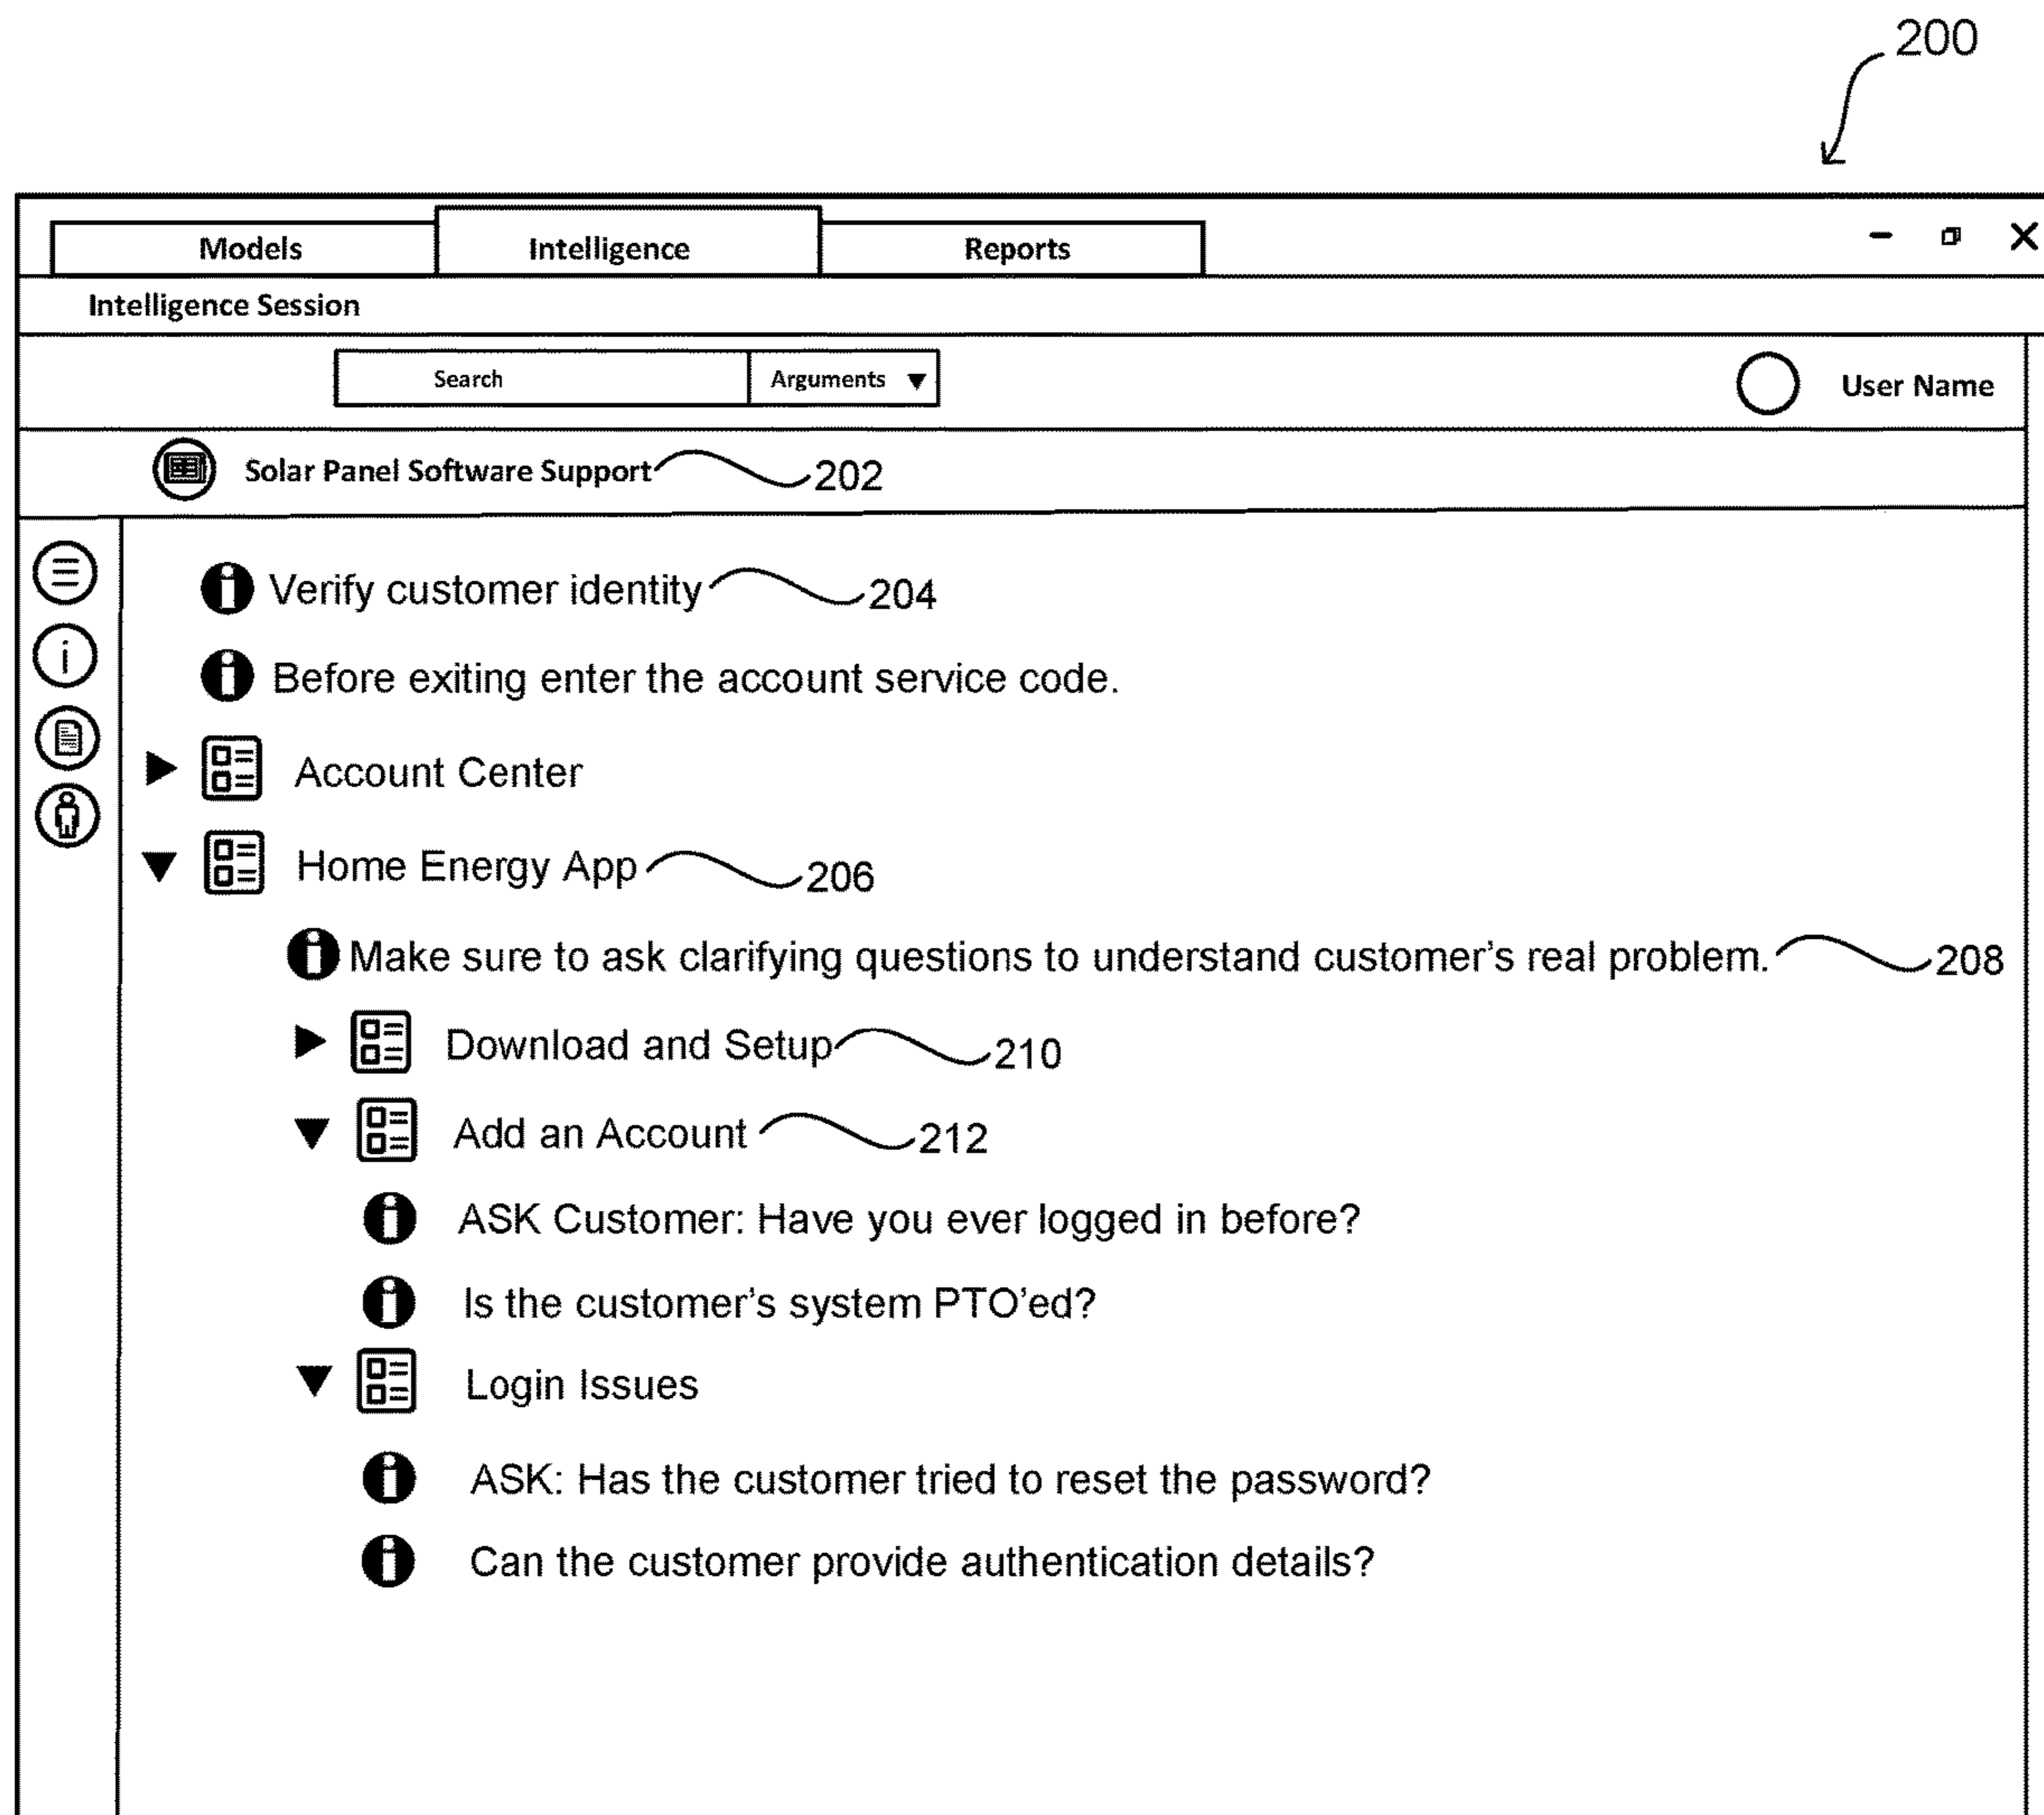 200
Models Intelligence Reports
Intelligence Session
Search Arguments User Name
Solar Panel Software Support 202
Verify customer identity 204
Before exiting enter the account service code.
Account Center
Home Energy App 206
Make sure to ask clarifying questions to understand customer's real problem. 208
Download and Setup 210
Add an Account 212
ASK Customer: Have you ever logged in before?
Is the customer's system PTO'ed?
Login Issues
ASK: Has the customer tried to reset the password?
Can the customer provide authentication details?